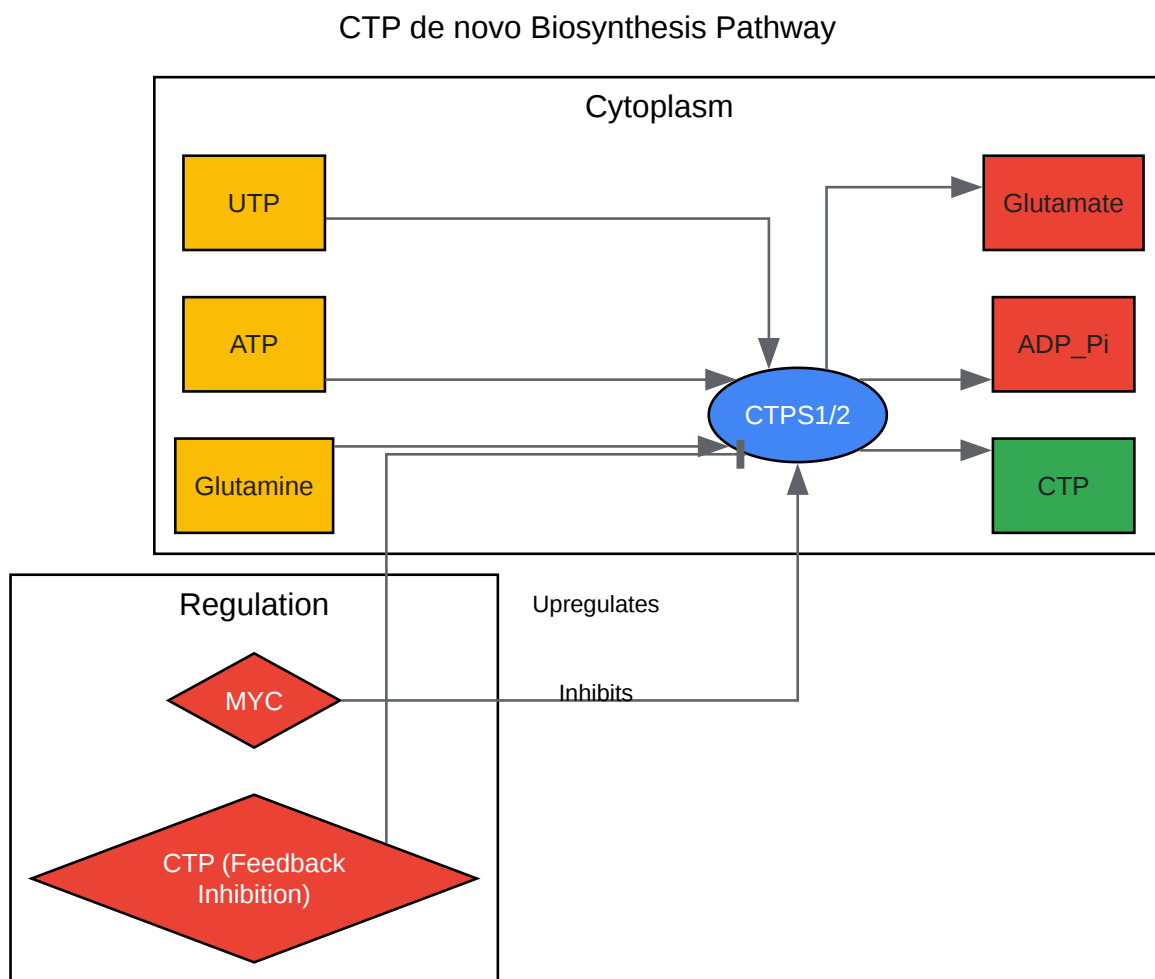 CTP de novo Biosynthesis Pathway
Cytoplasm
UTP
Glutamate
ATP
ADP_Pi
CTPS1/2
Glutamine
CTP
Regulation
Upregulates
MYC
Inhibits
CTP (Feedback
Inhibition)